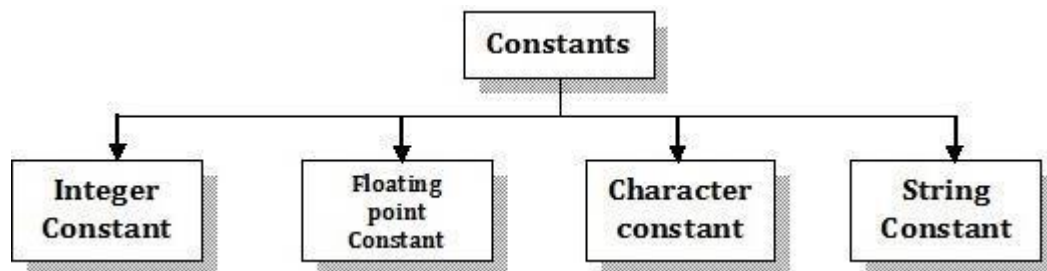 Constants
Integer
Constant
Floating
point
Constant
Character
constant
String
Constant